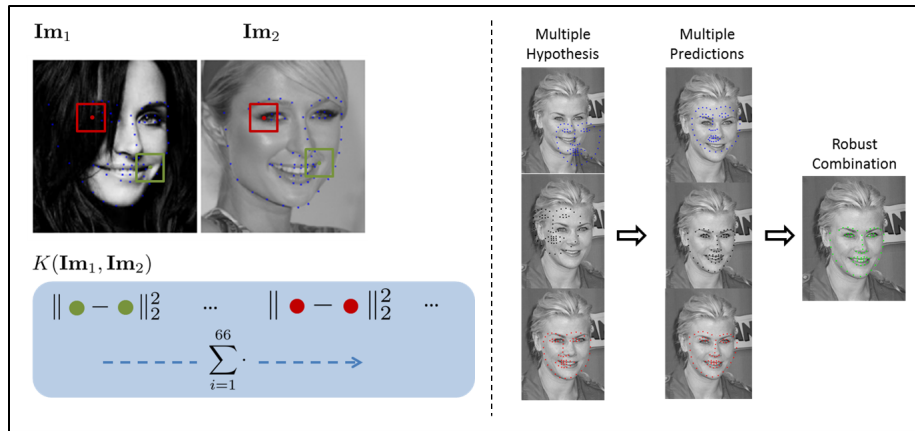 Im₁ Im₂
K(Im₁, Im₂)
‖ ● − ● ‖₂² ... ‖ ● − ● ‖₂² ...
66
∑ ·
i=1
Multiple
Hypothesis
Multiple
Predictions
Robust
Combination